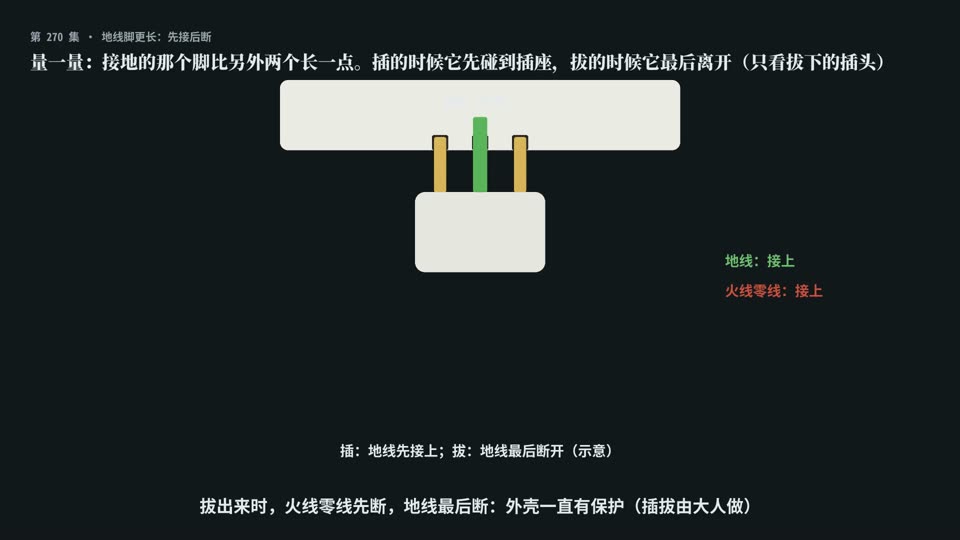 第 270 集 · 地线脚更长：先接后断
量一量：接地的那个脚比另外两个长一点。插的时候它先碰到插座，拔的时候它最后离开（只看拔下的插头）
地线：接上
火线零线：接上
插：地线先接上；拔：地线最后断开（示意）
拔出来时，火线零线先断，地线最后断：外壳一直有保护（插拔由大人做）